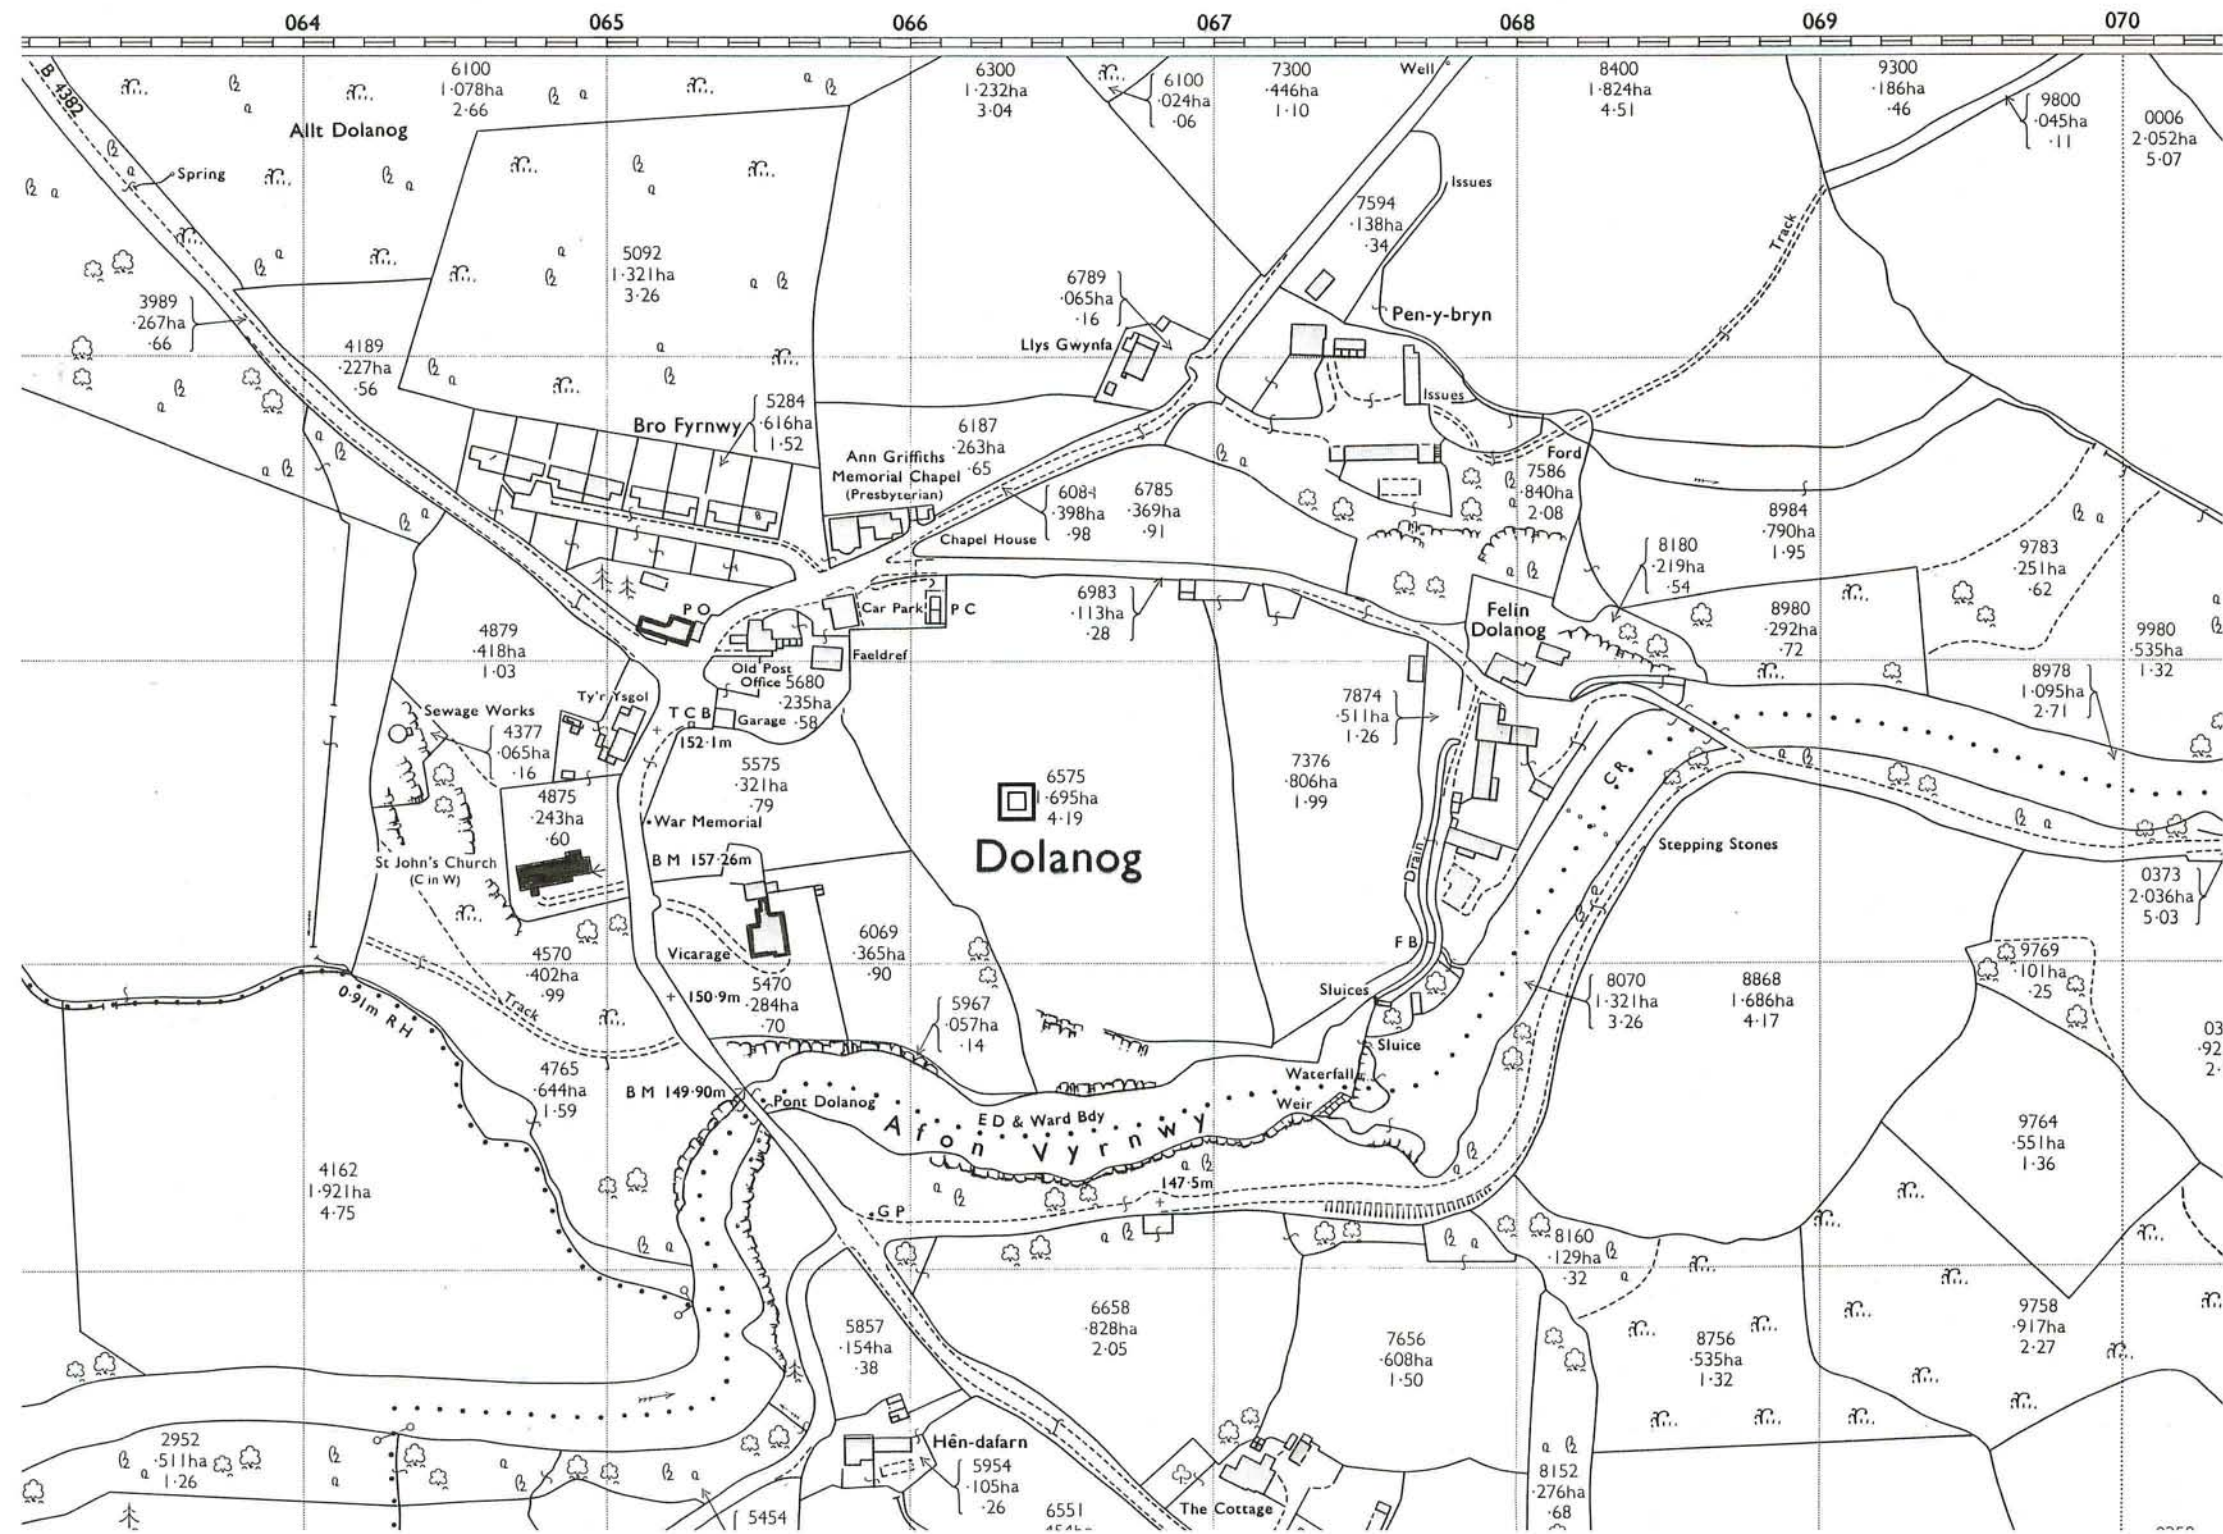 064
065
066
067
068
069
070
B 4382
6100
1·078ha
2·66
6300
1·232ha
3·04
6100
·024ha
·06
7300
·446ha
1·10
Well
8400
1·824ha
4·51
9300
·186ha
·46
9800
·045ha
·11
0006
2·052ha
5·07
Allt Dolanog
Spring
Issues
7594
·138ha
·34
Track
5092
1·321ha
3·26
3989
·267ha
·66
4189
·227ha
·56
6789
·065ha
·16
Llys Gwynfa
Pen-y-bryn
Issues
Bro Fyrnwy
5284
·616ha
1·52
6187
·263ha
·65
Ann Griffiths
Memorial Chapel
(Presbyterian)
Chapel House
6084
·398ha
·98
6785
·369ha
·91
Ford
7586
·840ha
2·08
8984
·790ha
1·95
8180
·219ha
·54
9783
·251ha
·62
8
P O
Car Park
P C
6983
·113ha
·28
Felin
Dolanog
8980
·292ha
·72
9980
·535ha
1·32
4879
·418ha
1·03
Faeldref
Old Post
Office
5680
·235ha
·58
8978
1·095ha
2·71
Ty'r Ysgol
T C B
Garage
152·1m
Sewage Works
4377
·065ha
·16
7874
·511ha
1·26
5575
·321ha
·79
6575
1·695ha
4·19
7376
·806ha
1·99
C R
4875
·243ha
·60
War Memorial
B M 157·26m
Dolanog
Stepping Stones
St John's Church
(C in W)
Drain
0373
2·036ha
5·03
4570
·402ha
·99
Vicarage
6069
·365ha
·90
F B
9769
·101ha
·25
0·91m R H
Track
150·9m
5470
·284ha
·70
5967
·057ha
·14
Sluices
8070
1·321ha
3·26
8868
1·686ha
4·17
Sluice
03
·92
2·
4765
·644ha
1·59
B M 149·90m
Pont Dolanog
Waterfall
Weir
E D & Ward Bdy
Afon Vyrnwy
9764
·551ha
1·36
4162
1·921ha
4·75
147·5m
G P
8160
·129ha
·32
5857
·154ha
·38
6658
·828ha
2·05
7656
·608ha
1·50
8756
·535ha
1·32
9758
·917ha
2·27
2952
·511ha
1·26
Hên-dafarn
5954
·105ha
·26
8152
·276ha
·68
5454
6551
The Cottage